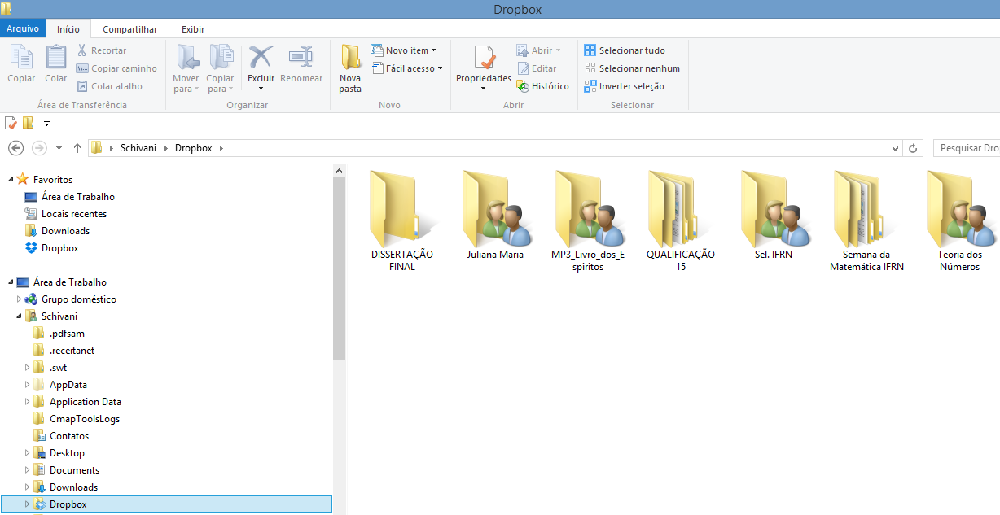 Dropbox
Arquivo
Início
Compartilhar
Exibir
Copiar
Colar
Recortar
Copiar caminho
Colar atalho
Área de Transferência
Mover
para
Copiar
para
Excluir
Renomear
Organizar
Nova
pasta
Novo item
Fácil acesso
Novo
Propriedades
Abrir
Editar
Histórico
Abrir
Selecionar tudo
Selecionar nenhum
Inverter seleção
Selecionar
Schivani
Dropbox
Pesquisar Dro
Favoritos
Área de Trabalho
Locais recentes
Downloads
Dropbox
Área de Trabalho
Grupo doméstico
Schivani
.pdfsam
.receitanet
.swt
AppData
Application Data
CmapToolsLogs
Contatos
Desktop
Documents
Downloads
Dropbox
DISSERTAÇÃO
FINAL
Juliana Maria
MP3_Livro_dos_E
spiritos
QUALIFICAÇÃO
15
Sel. IFRN
Semana da
Matemática IFRN
Teoria dos
Números